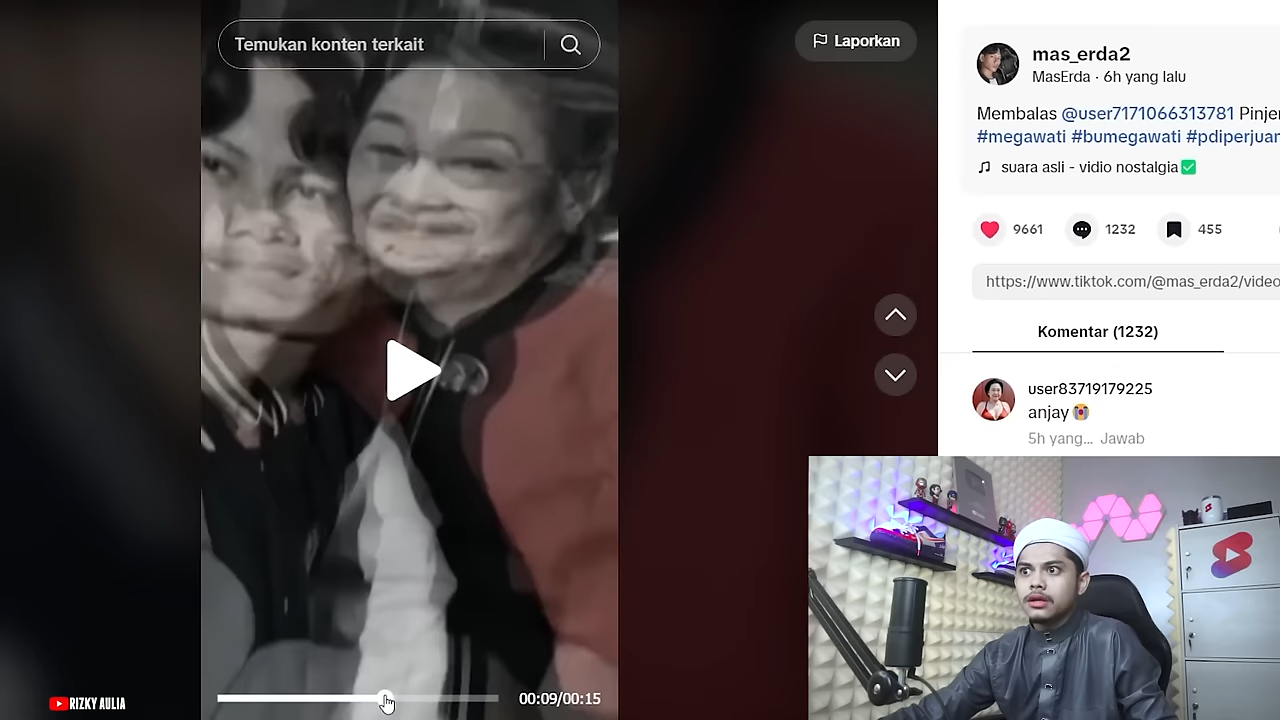 Temukan konten terkait
Laporkan
mas_erda2
MasErda · 6h yang lalu
Membalas @user7171066313781 Pinje
#megawati #bumegawati #pdiperjuan
suara asli - vidio nostalgia
9661
1232
455
https://www.tiktok.com/@mas_erda2/video
Komentar (1232)
user83719179225
anjay
5h yang... Jawab
00:09/00:15
RIZKY AULIA